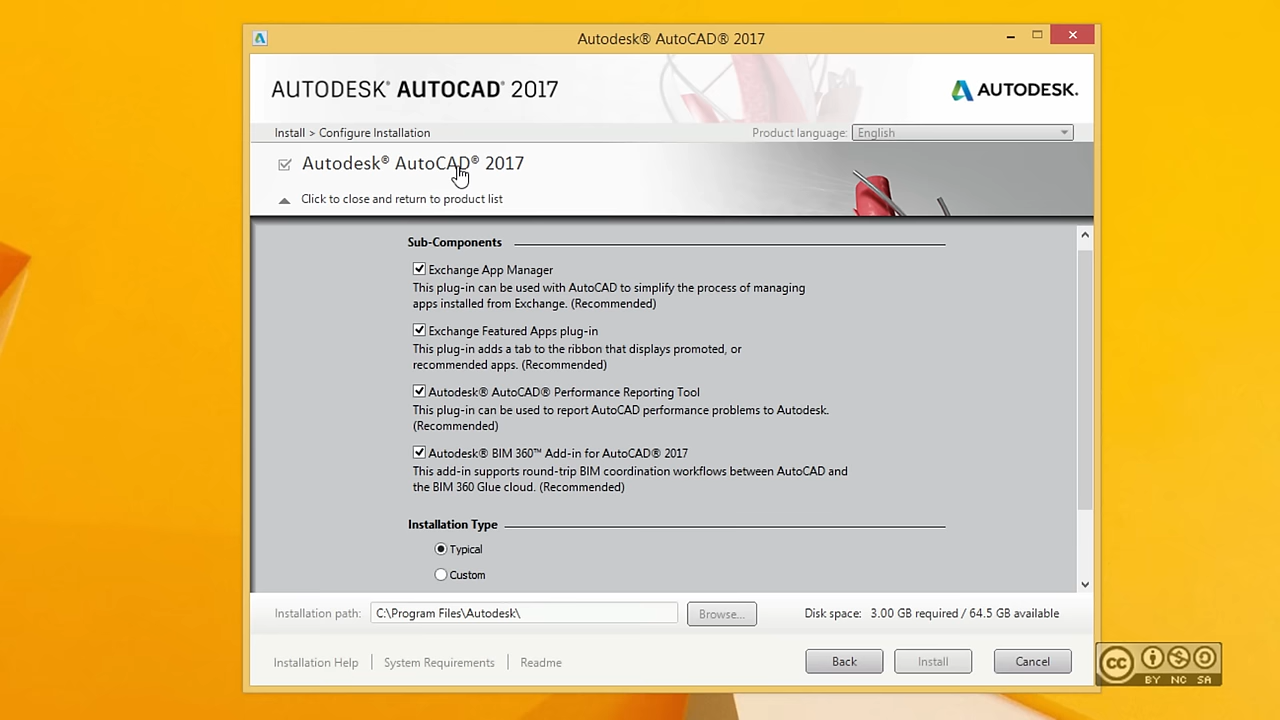 Autodesk® AutoCAD® 2017
AUTODESK® AUTOCAD® 2017
AUTODESK.
Install > Configure Installation
Product language: English
Autodesk® AutoCAD® 2017
Click to close and return to product list
Sub-Components
Exchange App Manager
This plug-in can be used with AutoCAD to simplify the process of managing
apps installed from Exchange. (Recommended)
Exchange Featured Apps plug-in
This plug-in adds a tab to the ribbon that displays promoted, or
recommended apps. (Recommended)
Autodesk® AutoCAD® Performance Reporting Tool
This plug-in can be used to report AutoCAD performance problems to Autodesk.
(Recommended)
Autodesk® BIM 360™ Add-in for AutoCAD® 2017
This add-in supports round-trip BIM coordination workflows between AutoCAD and
the BIM 360 Glue cloud. (Recommended)
Installation Type
Typical
Custom
Installation path: C:\Program Files\Autodesk\ Browse... Disk space: 3.00 GB required / 64.5 GB available
Installation Help System Requirements Readme Back Install Cancel
cc
BY NC SA